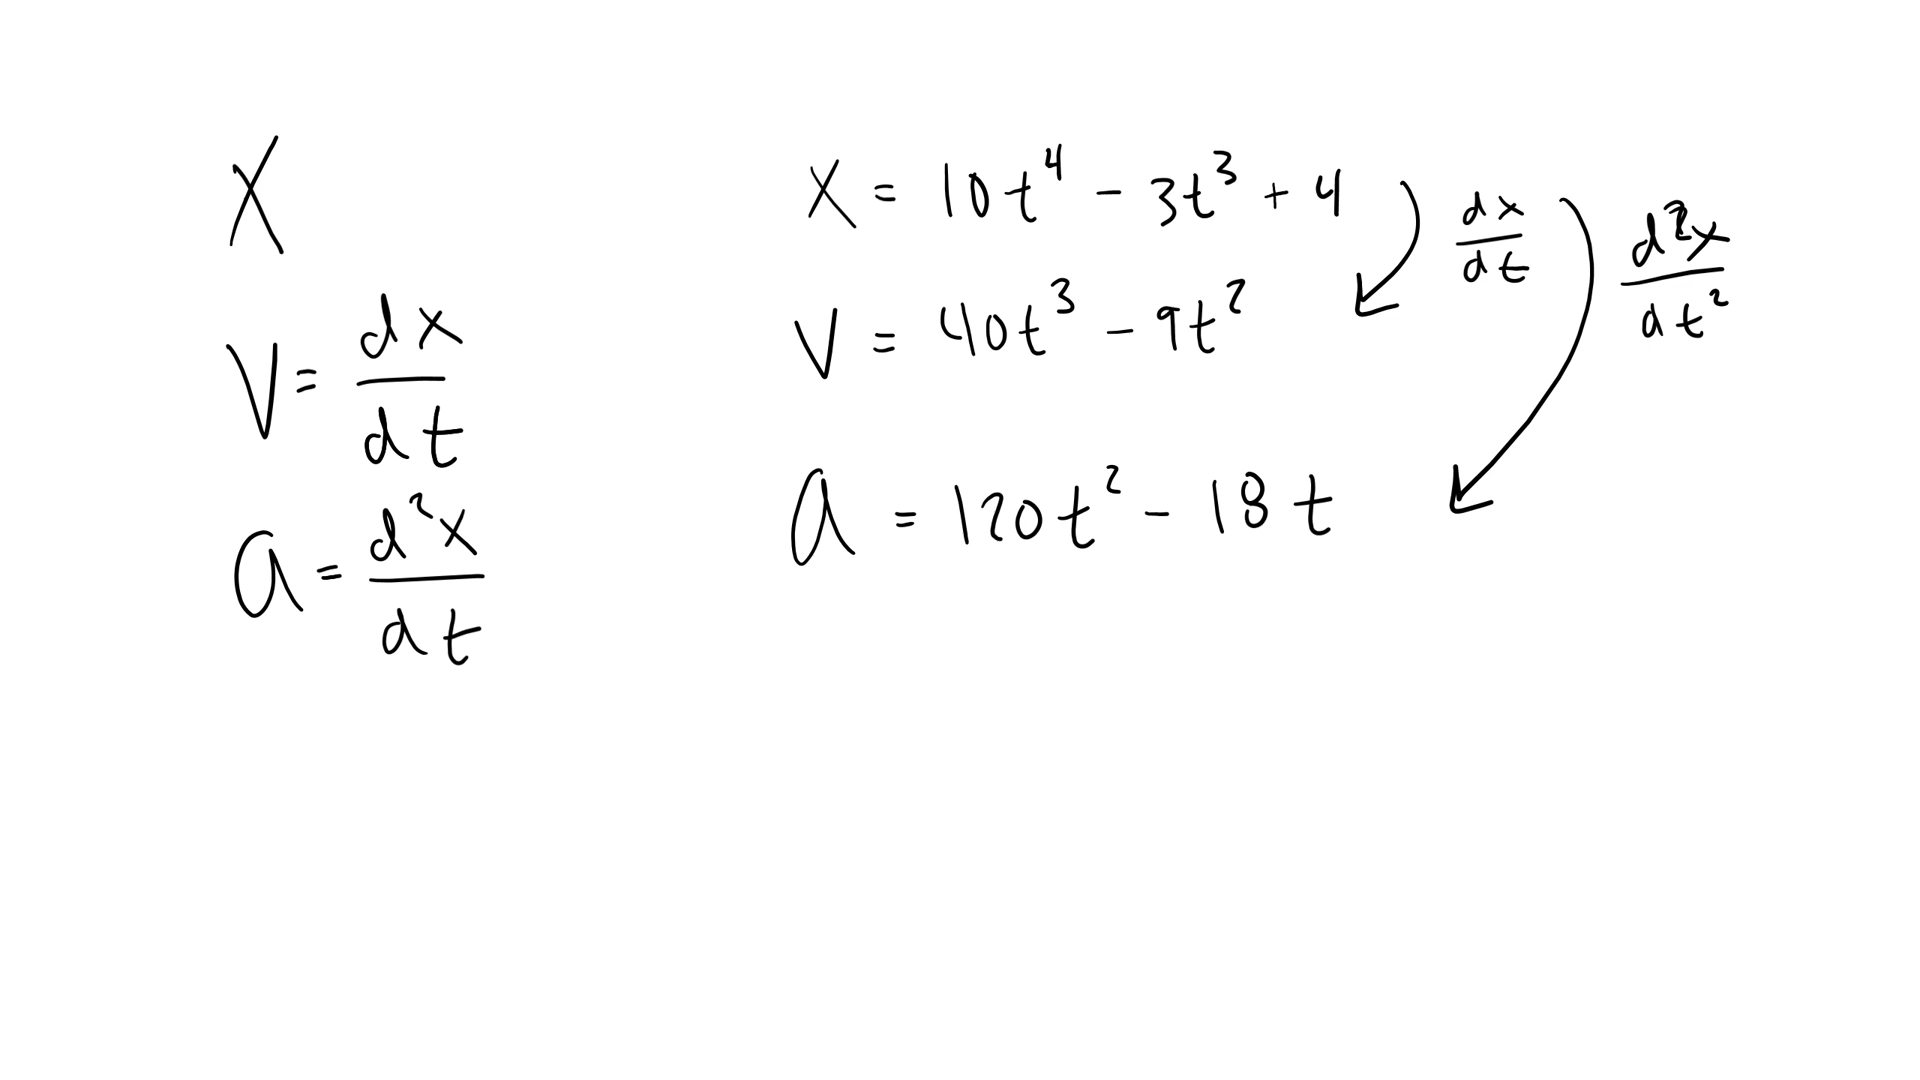 x
v = dx/dt
a = d²x/dt
x = 10t⁴ - 3t³ + 4
dx/dt
d²x/dt²
v = 40t³ - 9t²
a = 120t² - 18t